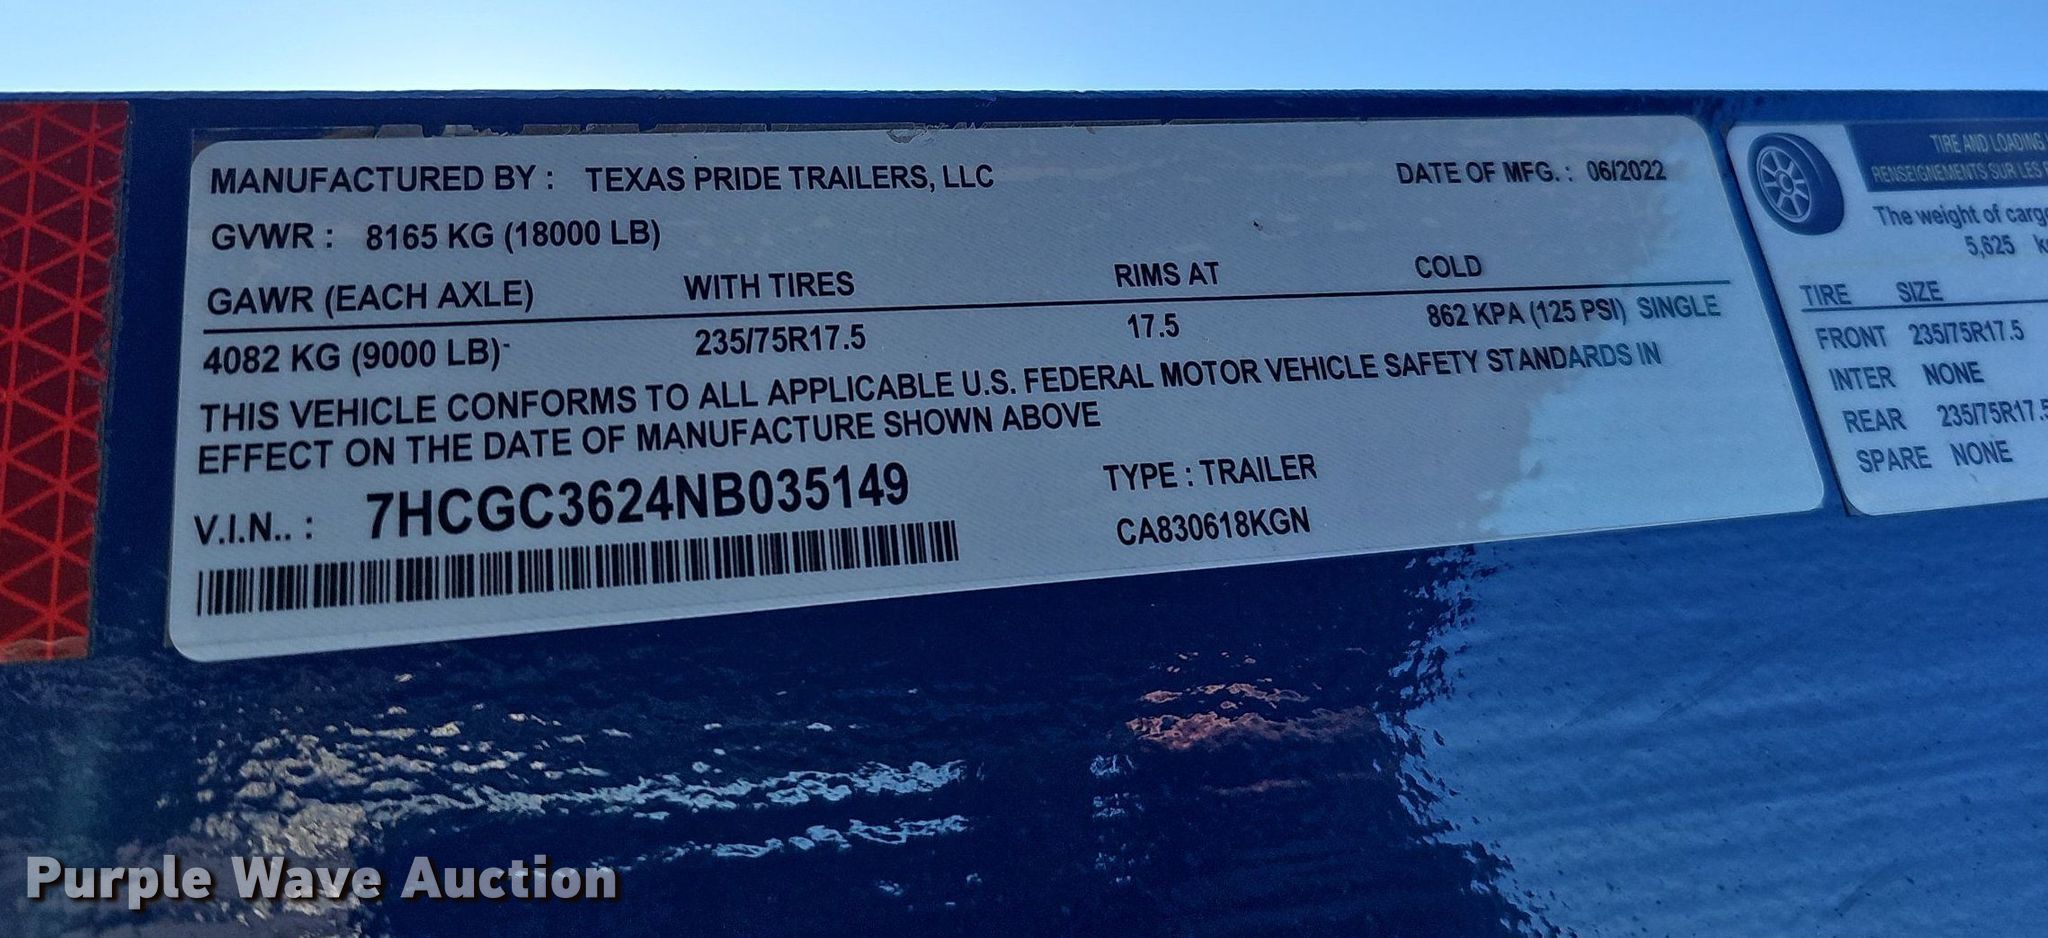 MANUFACTURED BY : TEXAS PRIDE TRAILERS, LLC DATE OF MFG. : 06/2022
GVWR : 8165 KG (18000 LB)
GAWR (EACH AXLE) WITH TIRES RIMS AT COLD
4082 KG (9000 LB) 235/75R17.5 17.5 862 KPA (125 PSI) SINGLE
THIS VEHICLE CONFORMS TO ALL APPLICABLE U.S. FEDERAL MOTOR VEHICLE SAFETY STANDARDS IN
EFFECT ON THE DATE OF MANUFACTURE SHOWN ABOVE
V.I.N.. : 7HCGC3624NB035149 TYPE : TRAILER
CA830618KGN
TIRE AND LOADING
RENSEIGNEMENTS SUR LES
The weight of cargo
5,625
TIRE SIZE
FRONT 235/75R17.5
INTER NONE
REAR 235/75R17.5
SPARE NONE
Purple Wave Auction